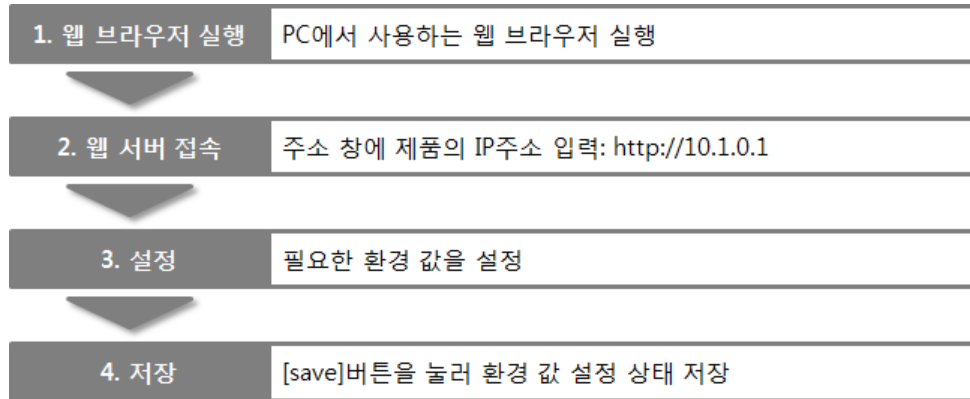 1. 웹 브라우저 실행 PC에서 사용하는 웹 브라우저 실행
2. 웹 서버 접속 주소 창에 제품의 IP주소 입력: http://10.1.0.1
3. 설정 필요한 환경 값을 설정
4. 저장 [save]버튼을 눌러 환경 값 설정 상태 저장